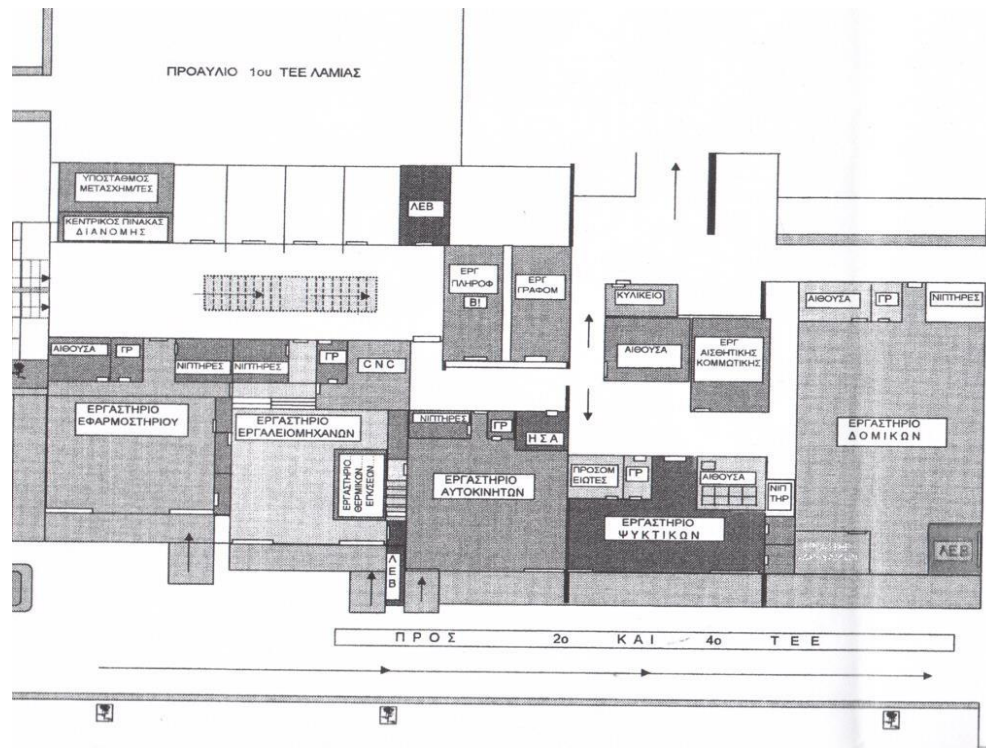 ΠΡΟΑΥΛΙΟ 1ου ΤΕΕ ΛΑΜΙΑΣ
ΥΠΟΣΤΑΘΜΟΣ
ΜΕΤΑΣΧΗΜ/ΤΕΣ
ΚΕΝΤΡΙΚΟΣ ΠΙΝΑΚΑΣ
ΔΙΑΝΟΜΗΣ
ΛΕΒ
ΕΡΓ
ΠΛΗΡΟΦ
Β!
ΕΡΓ
ΓΡΑΦΟΜ
ΚΥΛΙΚΕΙΟ
ΑΙΘΟΥΣΑ
ΕΡΓ
ΑΙΣΘΗΤΙΚΗΣ
ΚΟΜΜΩΤΙΚΗΣ
ΑΙΘΟΥΣΑ
ΓΡ
ΝΙΠΤΗΡΕΣ
ΑΙΘΟΥΣΑ
ΓΡ
ΝΙΠΤΗΡΕΣ
ΝΙΠΤΗΡΕΣ
ΓΡ
CNC
ΕΡΓΑΣΤΗΡΙΟ
ΕΦΑΡΜΟΣΤΗΡΙΟΥ
ΕΡΓΑΣΤΗΡΙΟ
ΕΡΓΑΛΕΙΟΜΗΧΑΝΩΝ
ΕΡΓΑΣΤΗΡΙΟ
ΘΕΡΜΙΚΩΝ
ΕΓΚ/ΣΕΩΝ
ΝΙΠΤΗΡΕΣ
ΓΡ
ΗΣΑ
ΕΡΓΑΣΤΗΡΙΟ
ΑΥΤΟΚΙΝΗΤΩΝ
ΠΡΟΣΟΜ
ΕΙΩΤΕΣ
ΓΡ
ΑΙΘΟΥΣΑ
ΝΙΠ
ΤΗΡ
ΕΡΓΑΣΤΗΡΙΟ
ΨΥΚΤΙΚΩΝ
ΕΡΓΑΣΤΗΡΙΟ
ΔΟΜΙΚΩΝ
ΛΕΒ
ΛΕΒ
ΠΡΟΣ 2ο ΚΑΙ 4ο ΤΕΕ